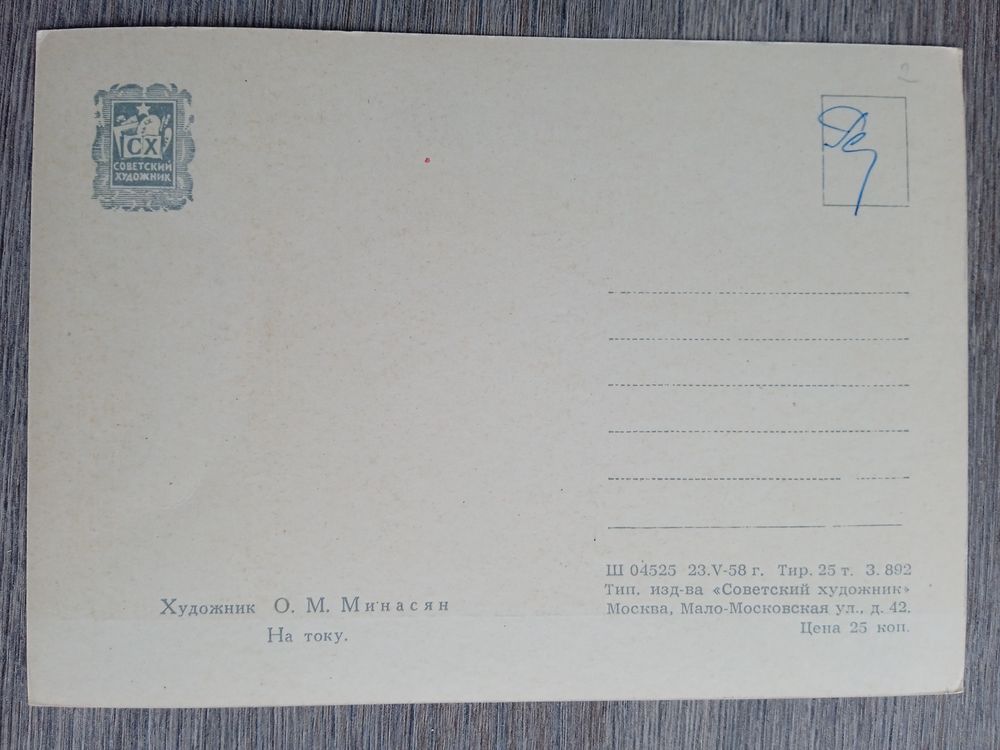 СХ
СОВЕТСКИЙ
ХУДОЖНИК
Художник О. М. Минасян
На току.
Ш 04525 23.V-58 г. Тир. 25 т. З. 892
Тип. изд-ва «Советский художник»
Москва, Мало-Московская ул., д. 42.
Цена 25 коп.